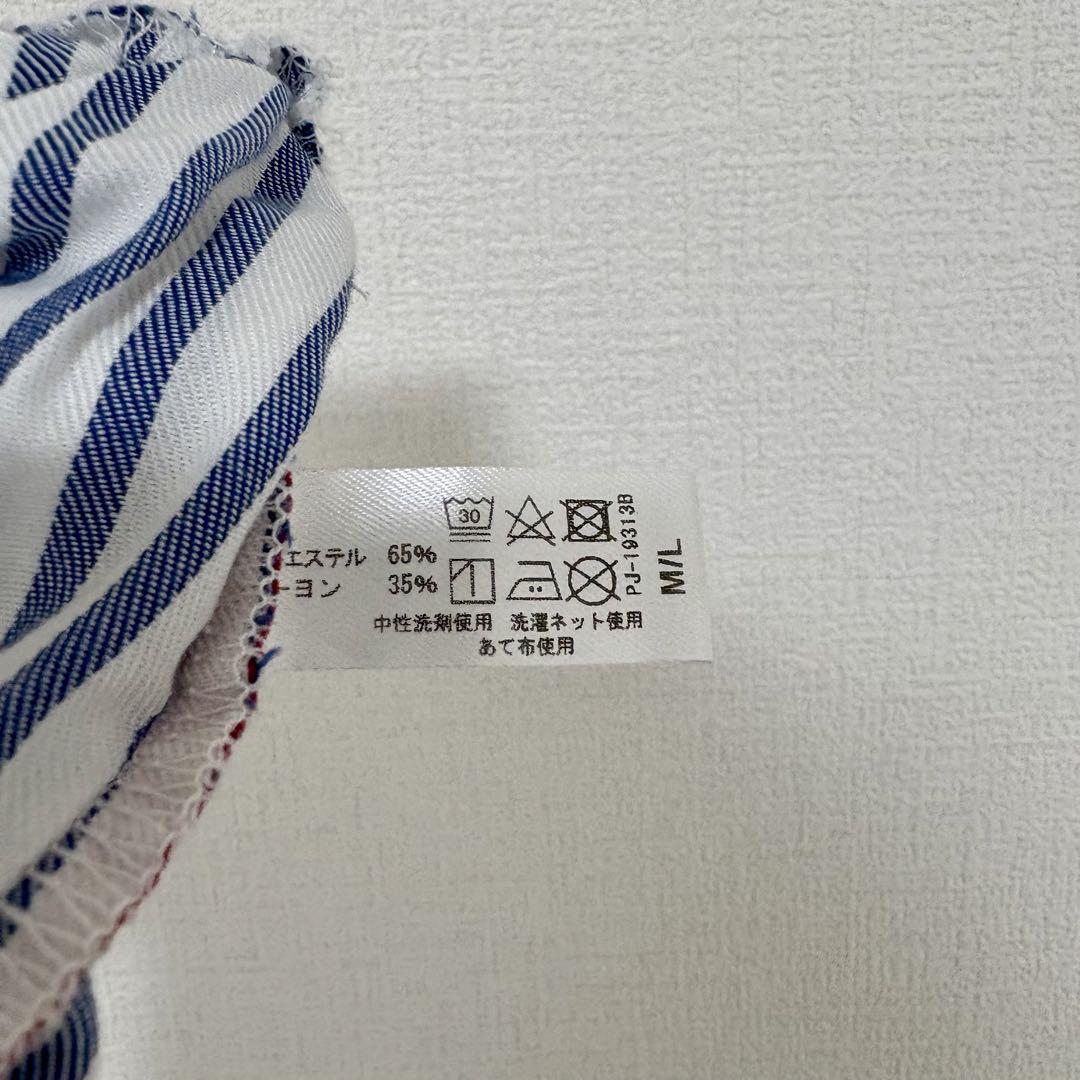 30
エステル 65%
ーヨン 35%
中性洗剤使用 洗濯ネット使用
あて布使用
PJ-19313B
M/L